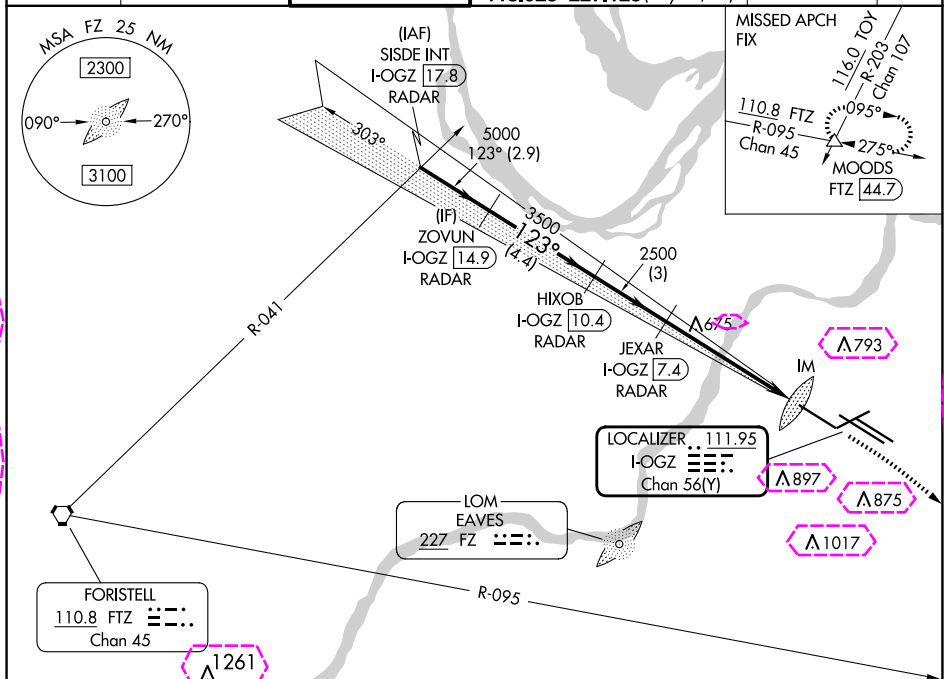 MSA FZ 25 NM
2300
090°
270°
3100
(IAF)
SISDE INT
I-OGZ 17.8
RADAR
303°
5000
123° (2.9)
(IF)
ZOVUN
I-OGZ 14.9
RADAR
3500
123°
(4.4)
2500
(3)
HIXOB
I-OGZ 10.4
RADAR
JEXAR
I-OGZ 7.4
RADAR
675
793
IM
LOCALIZER 111.95
I-OGZ
Chan 56(Y)
897
875
1017
MISSED APCH
FIX
116.0 TOY
R-203
Chan 107
110.8 FTZ
R-095
Chan 45
095°
275°
MOODS
FTZ 44.7
R-041
LOM
EAVES
227 FZ
R-095
FORISTELL
110.8 FTZ
Chan 45
1261